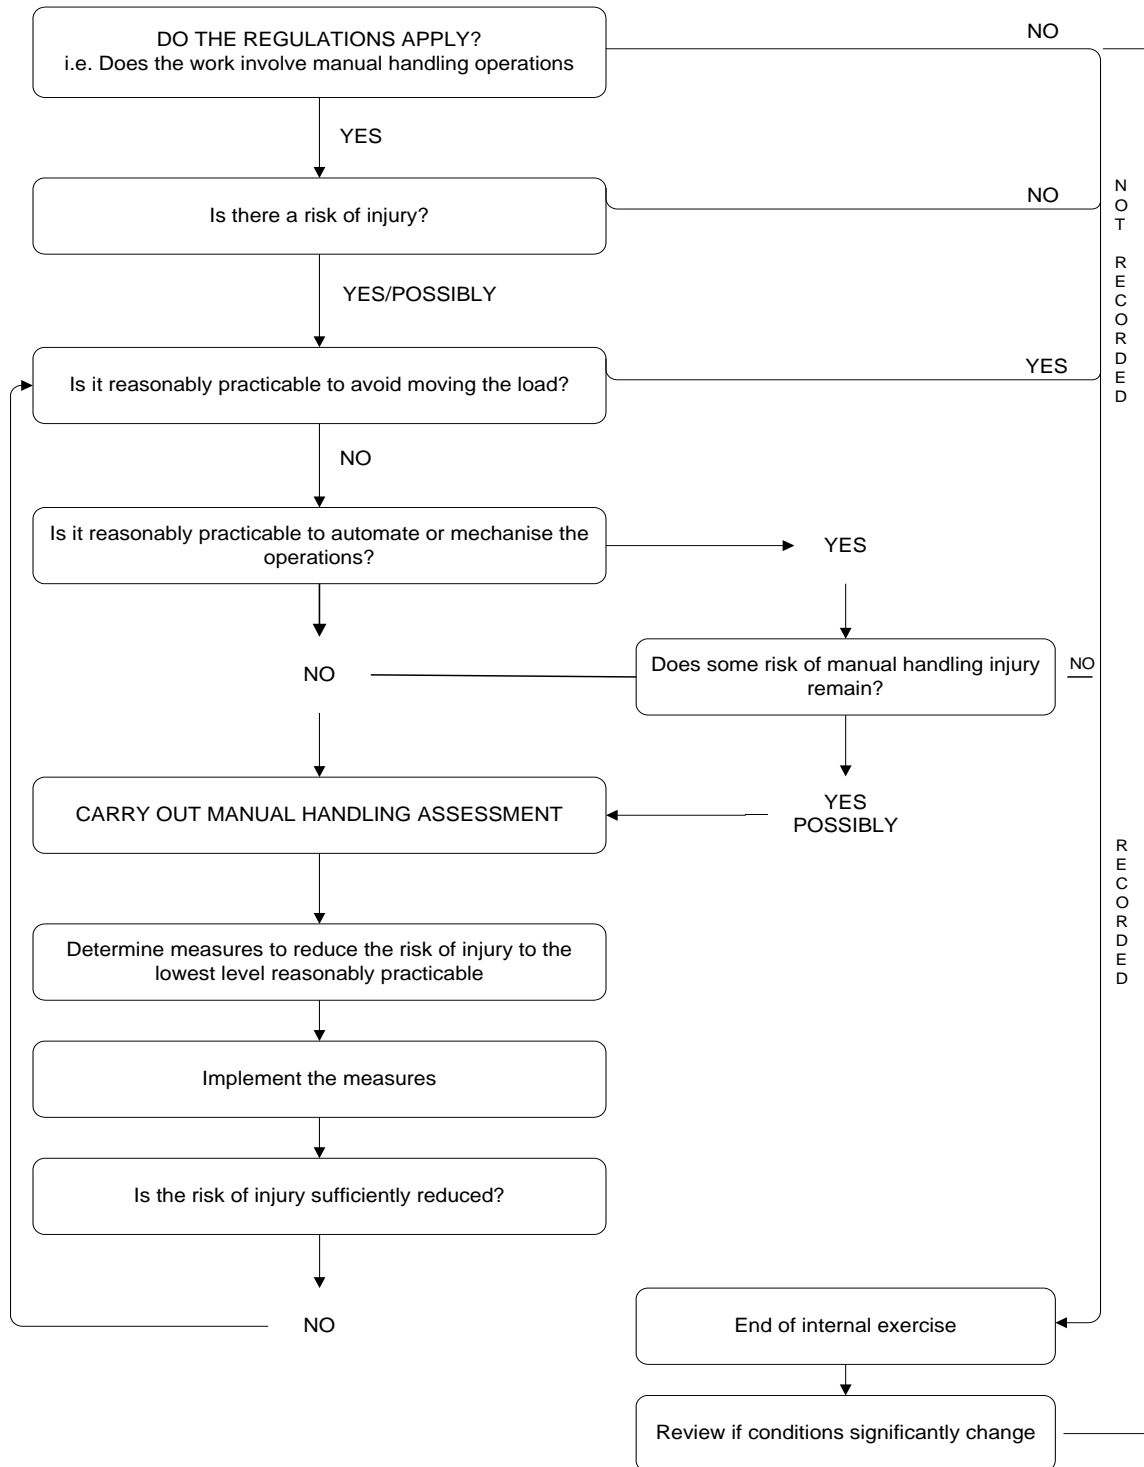 DO THE REGULATIONS APPLY?
i.e. Does the work involve manual handling operations
NO
YES
Is there a risk of injury?
NO
YES/POSSIBLY
Is it reasonably practicable to avoid moving the load?
YES
NO
Is it reasonably practicable to automate or mechanise the
operations?
YES
NO
Does some risk of manual handling injury
remain?
NO
CARRY OUT MANUAL HANDLING ASSESSMENT
YES
POSSIBLY
Determine measures to reduce the risk of injury to the
lowest level reasonably practicable
Implement the measures
Is the risk of injury sufficiently reduced?
NO
End of internal exercise
Review if conditions significantly change
NOT RECORDED
RECORDED